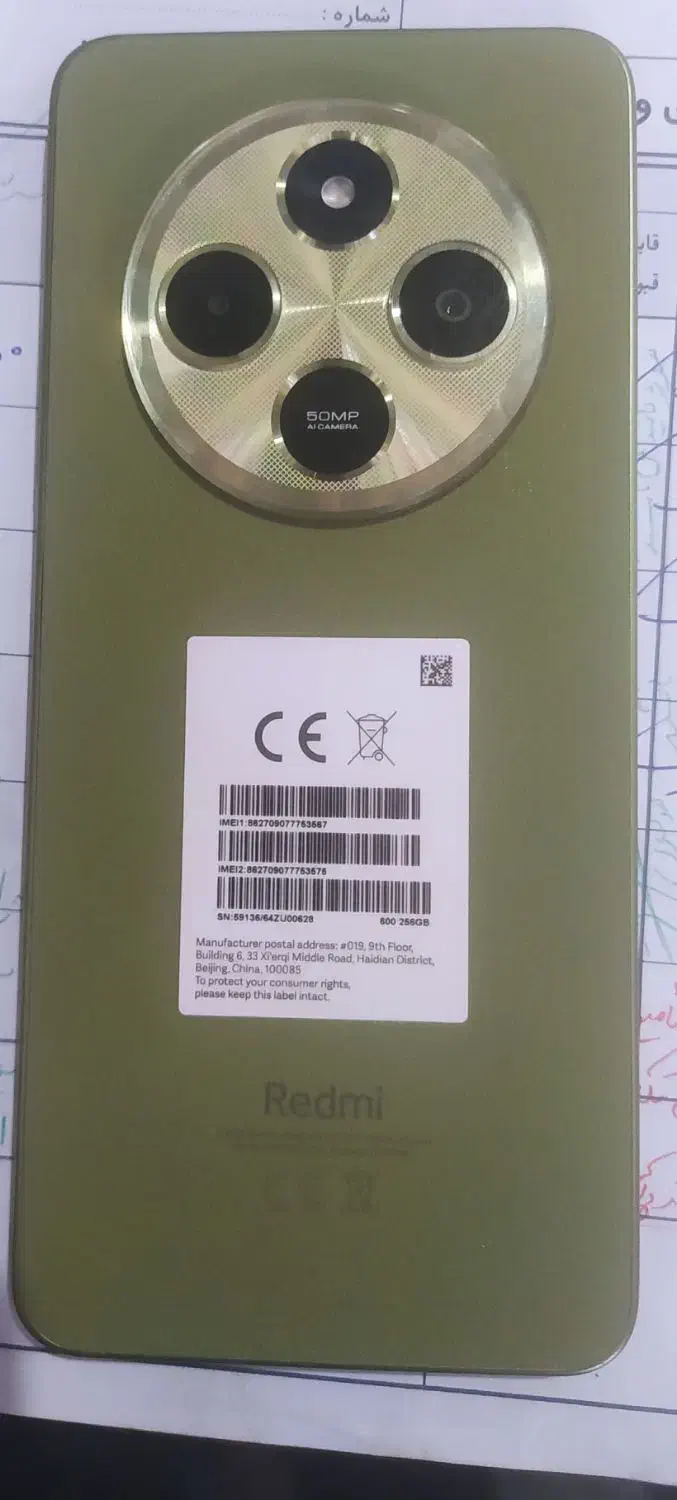 شماره :
50MP
AI CAMERA
CE
IMEI1:862709077753567
IMEI2:862709077753575
SN:59136/64ZU00628 600 256GB
Manufacturer postal address: #019, 9th Floor,
Building 6, 33 Xi'erqi Middle Road, Haidian District,
Beijing, China, 100085
To protect your consumer rights,
please keep this label intact.
Redmi
CE